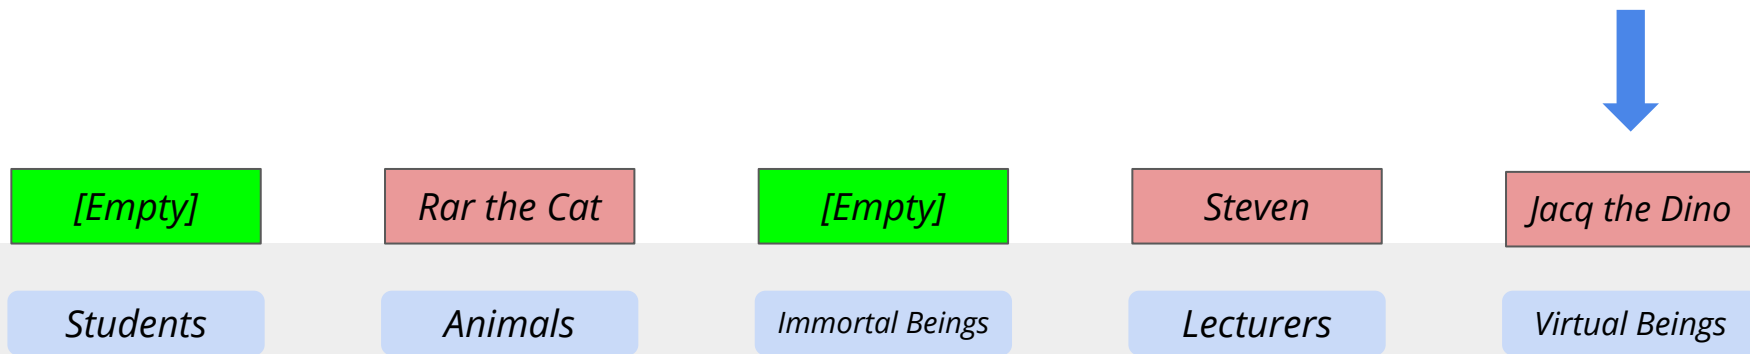 [Empty] Rar the Cat [Empty] Steven Jacq the Dino
Students Animals Immortal Beings Lecturers Virtual Beings